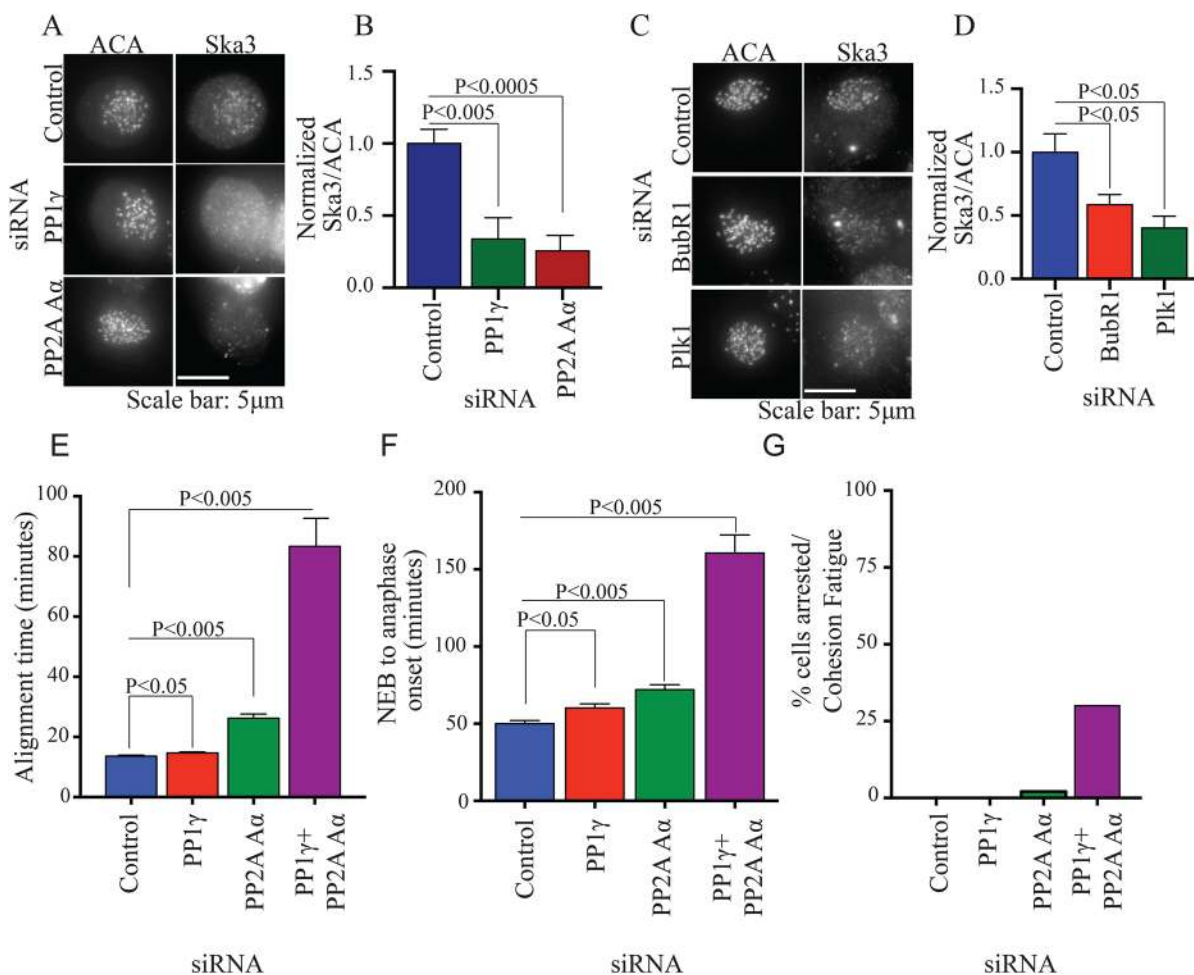 A
ACA Ska3
siRNA
Control
PP1γ
PP2A Aα
Scale bar: 5μm
B
Normalized
Ska3/ACA
1.5
1.0
0.5
0.0
P<0.0005
P<0.005
Control
PP1γ
PP2A Aα
siRNA
C
ACA Ska3
siRNA
Control
BubR1
Plk1
Scale bar: 5μm
D
Normalized
Ska3/ACA
1.5
1.0
0.5
0.0
P<0.05
P<0.05
Control
BubR1
Plk1
siRNA
E
Alignment time (minutes)
100
80
60
40
20
0
P<0.005
P<0.005
P<0.05
Control
PP1γ
PP2A Aα
PP1γ+
PP2A Aα
siRNA
F
NEB to anaphase
onset (minutes)
200
150
100
50
0
P<0.005
P<0.005
P<0.05
Control
PP1γ
PP2A Aα
PP1γ+
PP2A Aα
siRNA
G
% cells arrested/
Cohesion Fatigue
100
75
50
25
0
Control
PP1γ
PP2A Aα
PP1γ+
PP2A Aα
siRNA